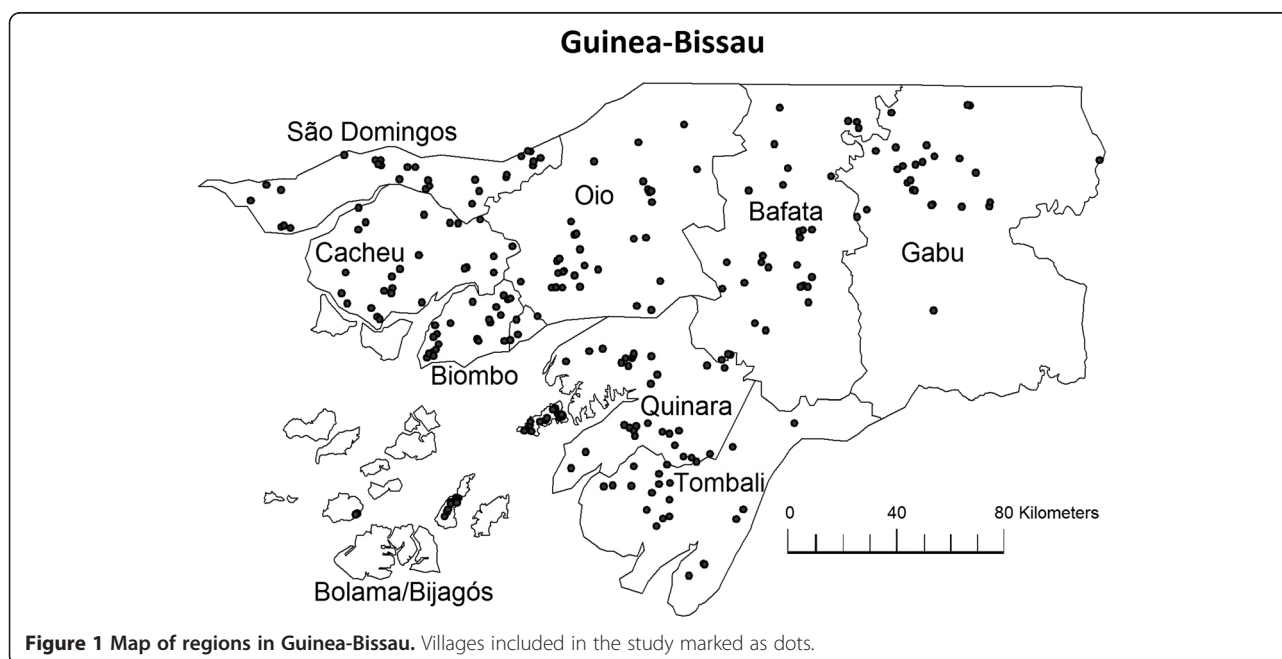 Guinea-Bissau
São Domingos
Oio
Bafata
Cacheu
Gabu
Biombo
Quinara
Tombali
0 40 80 Kilometers
Bolama/Bijagós
Figure 1 Map of regions in Guinea-Bissau. Villages included in the study marked as dots.